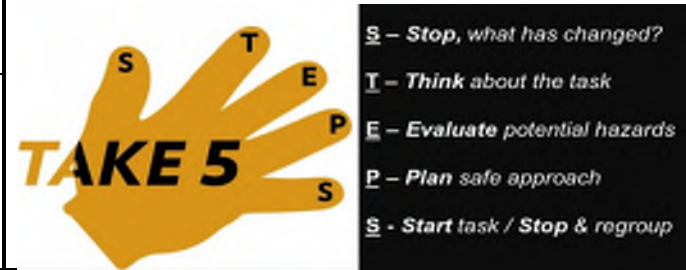 S
T
E
P
S
TAKE 5
S – Stop, what has changed?
T – Think about the task
E – Evaluate potential hazards
P – Plan safe approach
S - Start task / Stop & regroup